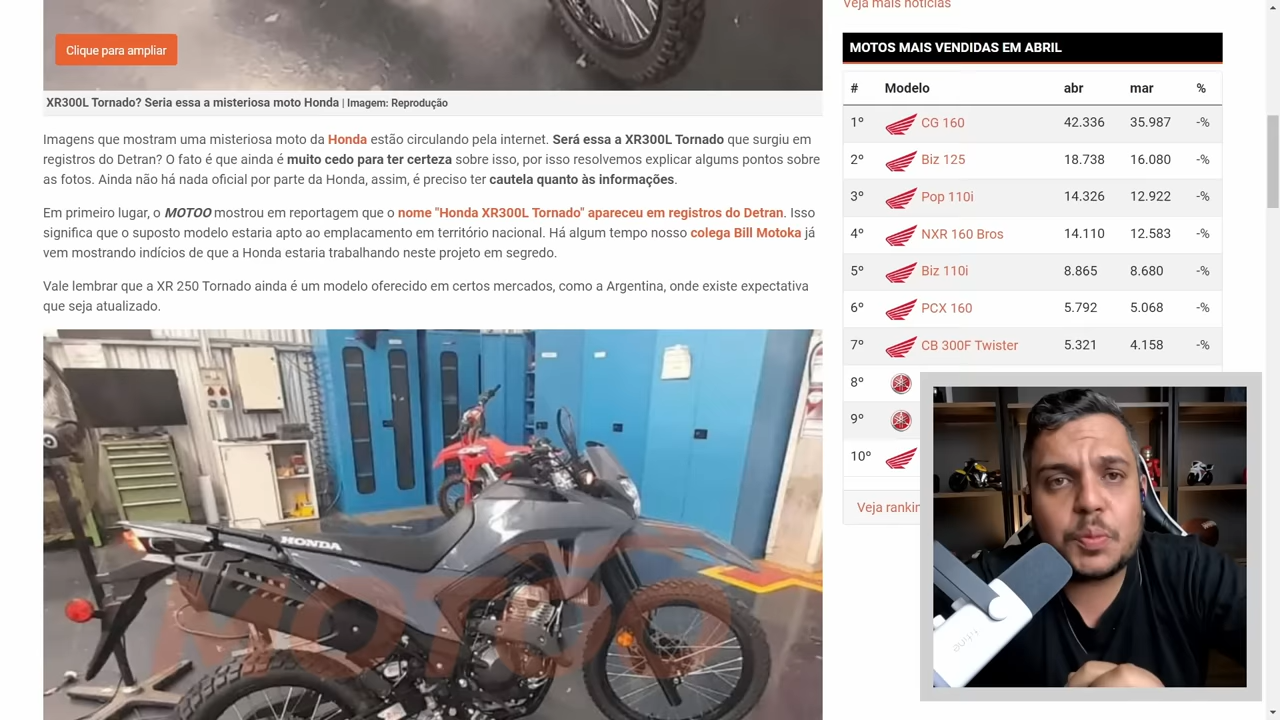 Veja mais notícias
Clique para ampliar
XR300L Tornado? Seria essa a misteriosa moto Honda | Imagem: Reprodução
Imagens que mostram uma misteriosa moto da Honda estão circulando pela internet. Será essa a XR300L Tornado que surgiu em
registros do Detran? O fato é que ainda é muito cedo para ter certeza sobre isso, por isso resolvemos explicar algums pontos sobre
as fotos. Ainda não há nada oficial por parte da Honda, assim, é preciso ter cautela quanto às informações.
Em primeiro lugar, o MOTOO mostrou em reportagem que o nome "Honda XR300L Tornado" apareceu em registros do Detran. Isso
significa que o suposto modelo estaria apto ao emplacamento em território nacional. Há algum tempo nosso colega Bill Motoka já
vem mostrando indícios de que a Honda estaria trabalhando neste projeto em segredo.
Vale lembrar que a XR 250 Tornado ainda é um modelo oferecido em certos mercados, como a Argentina, onde existe expectativa
que seja atualizado.
HONDA
MOTOO
MOTOS MAIS VENDIDAS EM ABRIL
# Modelo abr mar %
1º CG 160 42.336 35.987 -%
2º Biz 125 18.738 16.080 -%
3º Pop 110i 14.326 12.922 -%
4º NXR 160 Bros 14.110 12.583 -%
5º Biz 110i 8.865 8.680 -%
6º PCX 160 5.792 5.068 -%
7º CB 300F Twister 5.321 4.158 -%
8º
9º
10º
Veja